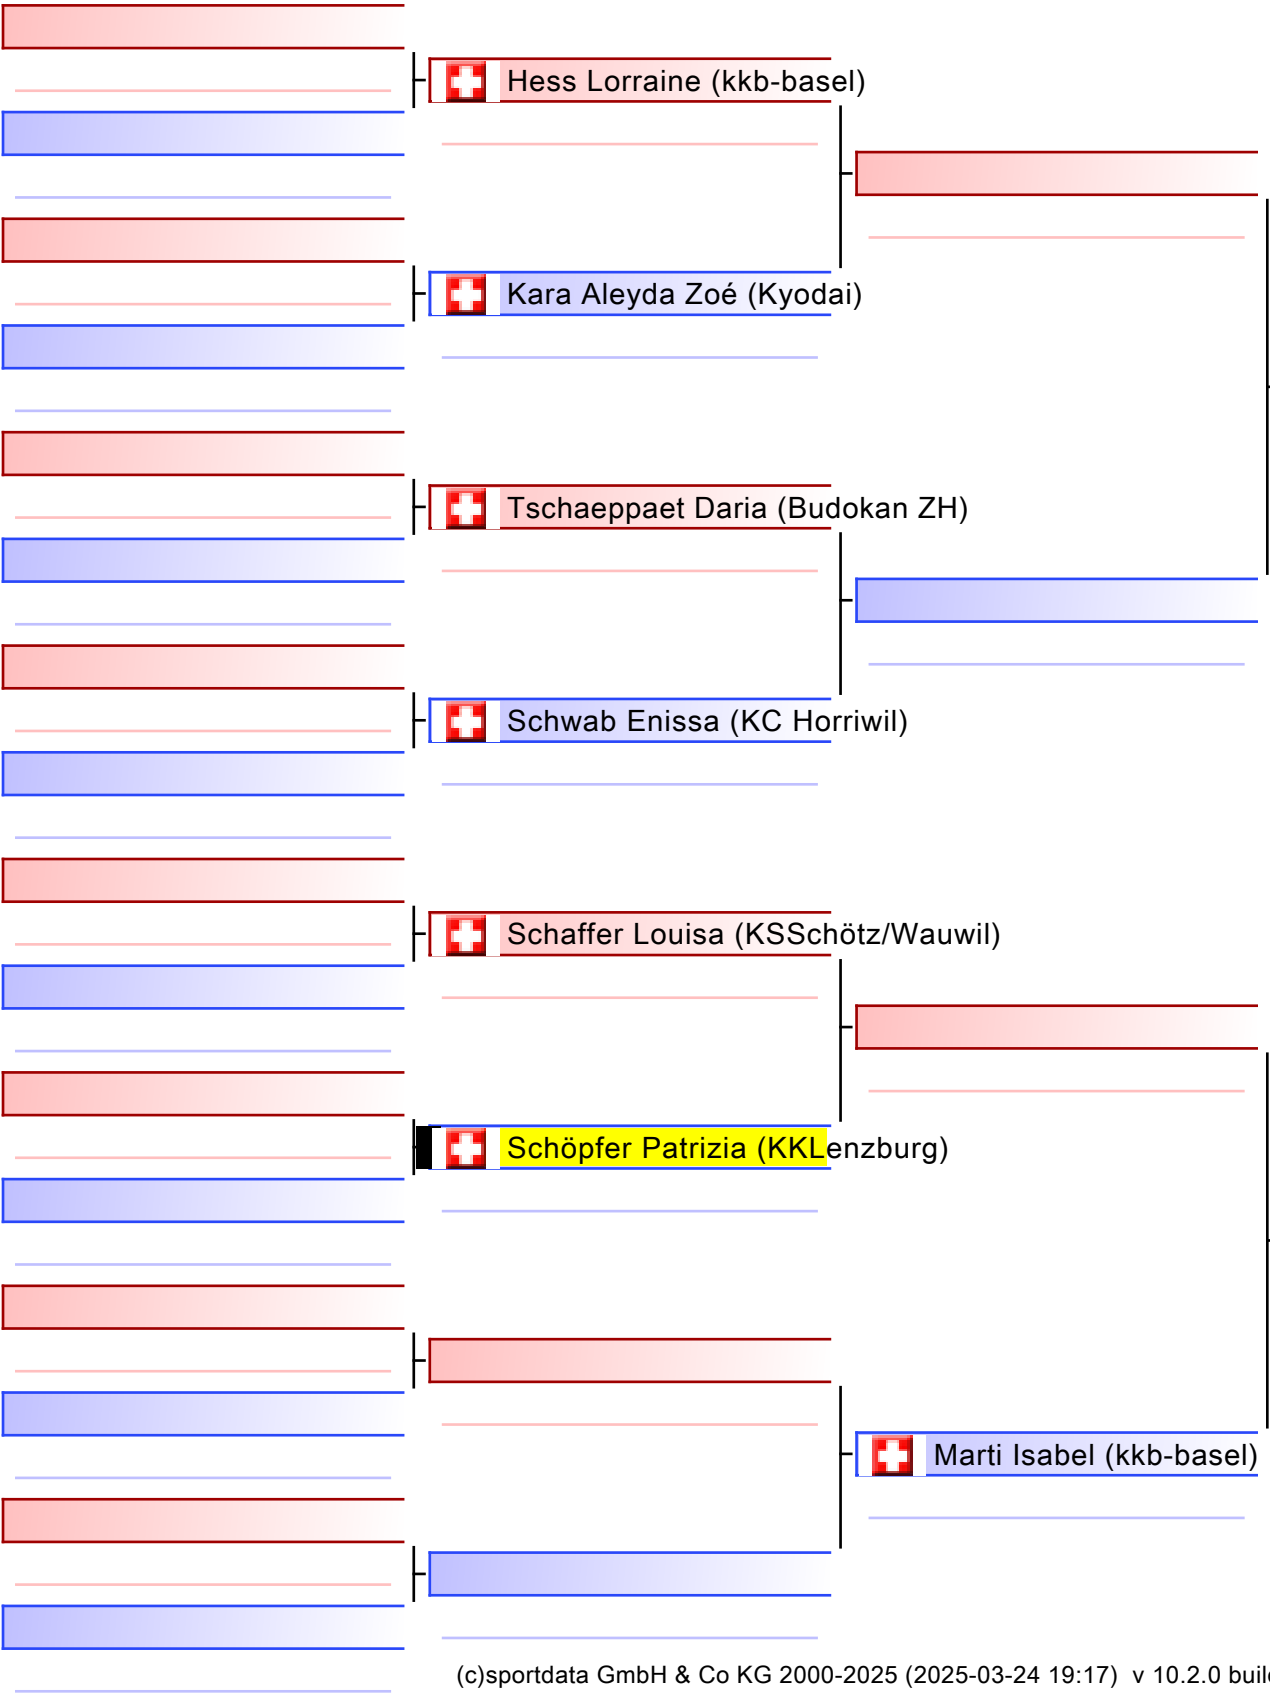 Hess Lorraine (kkb-basel)
Kara Aleyda Zoé (Kyodai)
Tschaeppaet Daria (Budokan ZH)
Schwab Enissa (KC Horriwil)
Schaffer Louisa (KSSchötz/Wauwil)
Schöpfer Patrizia (KKLenzburg)
Marti Isabel (kkb-basel)
(c)sportdata GmbH & Co KG 2000-2025 (2025-03-24 19:17) v 10.2.0